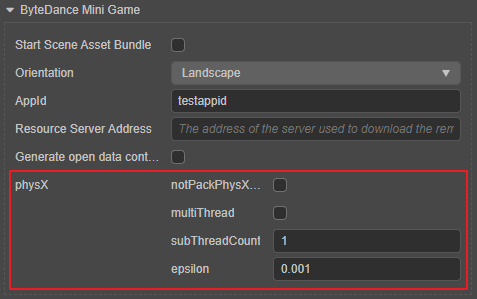 ByteDance Mini Game
Start Scene Asset Bundle
Orientation Landscape
AppId testappid
Resource Server Address The address of the server used to download the rem
Generate open data cont...
physX notPackPhysX...
multiThread
subThreadCount 1
epsilon 0.001